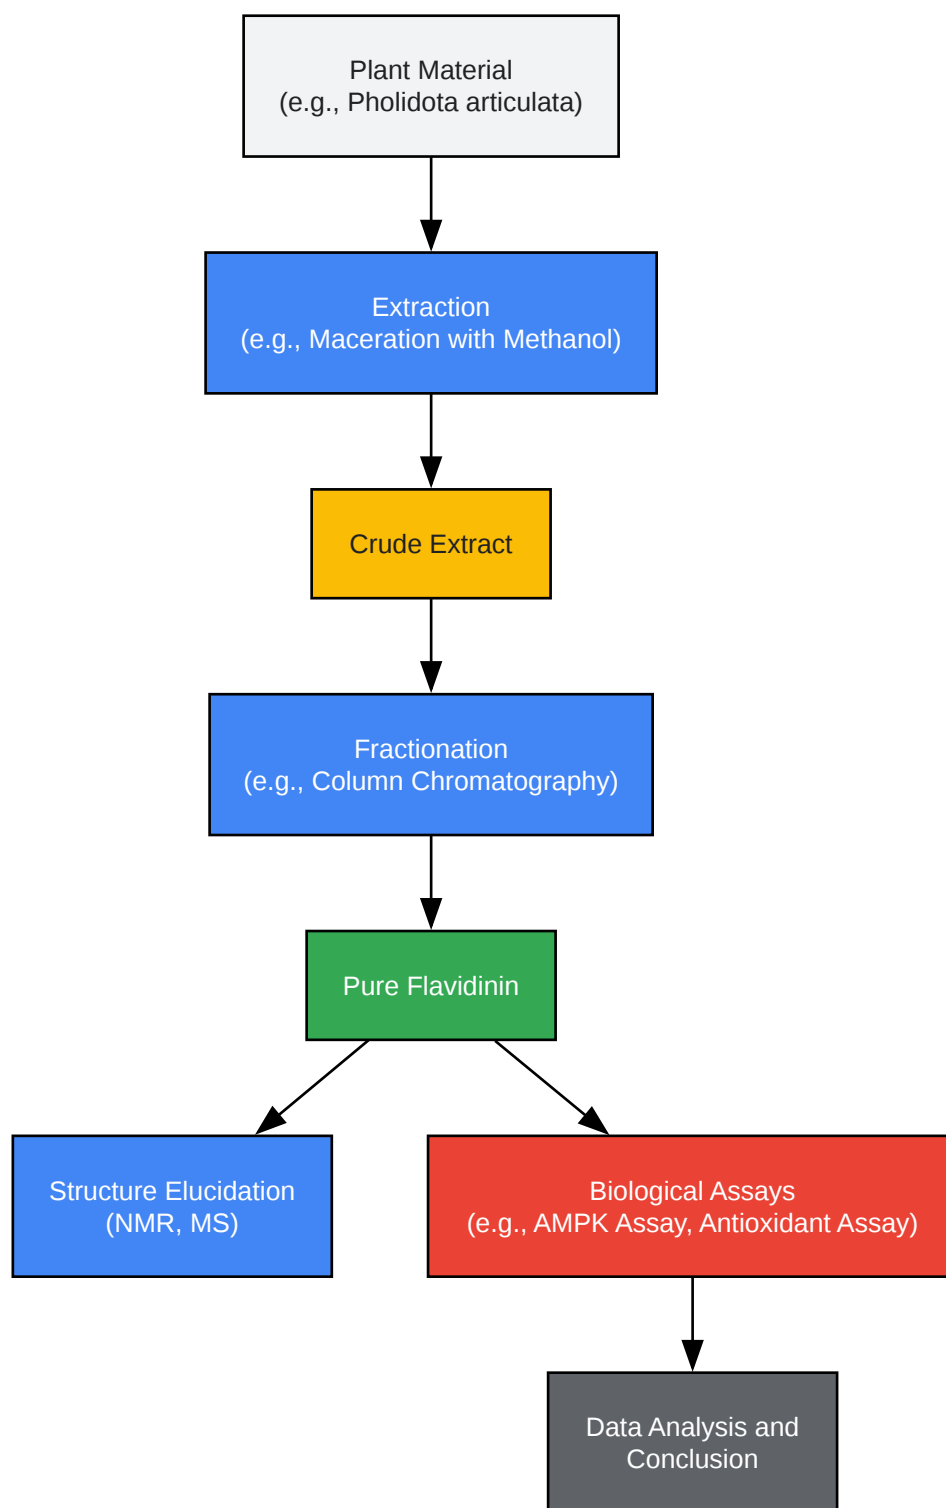 Plant Material
(e.g., Pholidota articulata)
Extraction
(e.g., Maceration with Methanol)
Crude Extract
Fractionation
(e.g., Column Chromatography)
Pure Flavidinin
Structure Elucidation
(NMR, MS)
Biological Assays
(e.g., AMPK Assay, Antioxidant Assay)
Data Analysis and
Conclusion